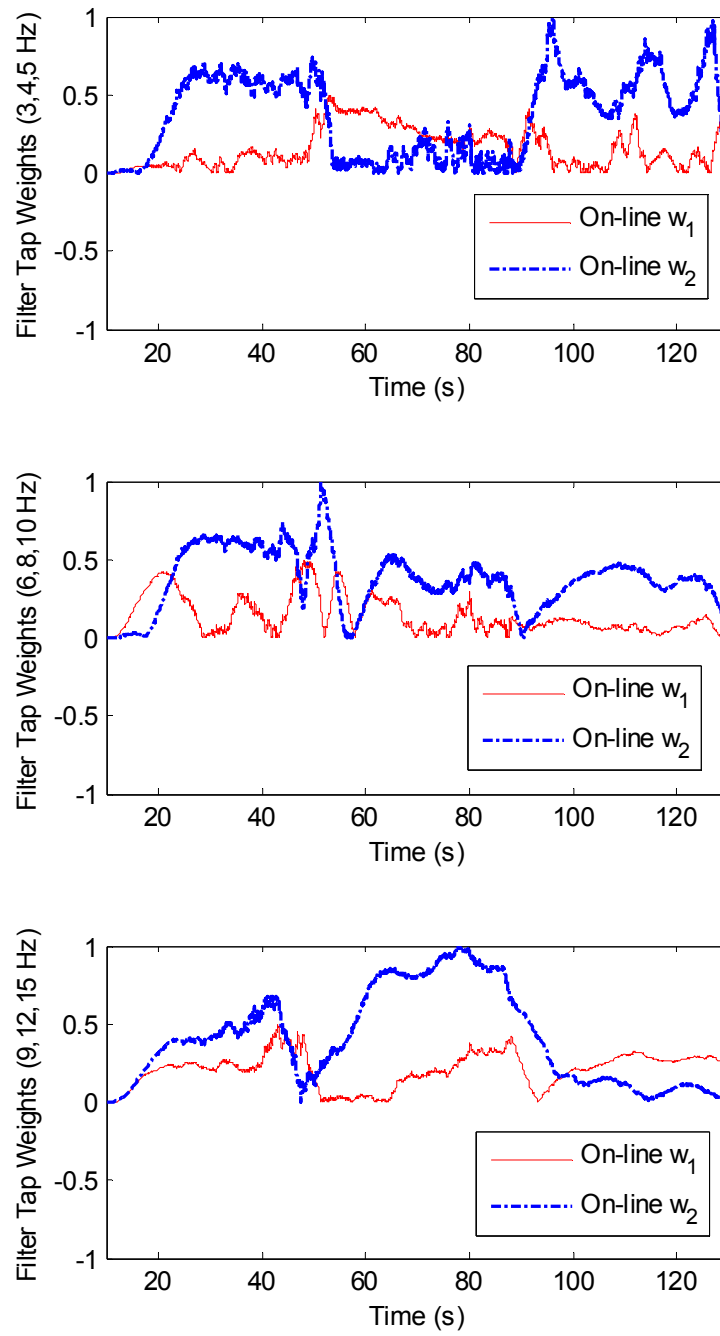 Filter Tap Weights (3,4,5 Hz)
1
0.5
0
-0.5
-1
On-line w1
On-line w2
20 40 60 80 100 120
Time (s)
Filter Tap Weights (6,8,10 Hz)
1
0.5
0
-0.5
-1
On-line w1
On-line w2
20 40 60 80 100 120
Time (s)
Filter Tap Weights (9,12,15 Hz)
1
0.5
0
-0.5
-1
On-line w1
On-line w2
20 40 60 80 100 120
Time (s)